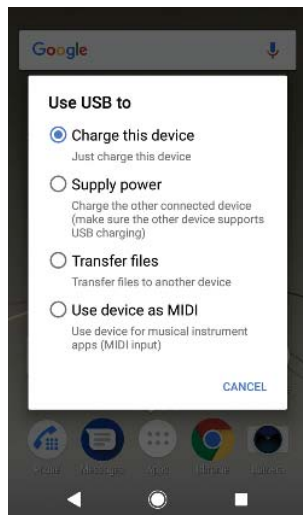 Google
Use USB to
Charge this device
Just charge this device
Supply power
Charge the other connected device
(make sure the other device supports
USB charging)
Transfer files
Transfer files to another device
Use device as MIDI
Use device for musical instrument
apps (MIDI input)
CANCEL